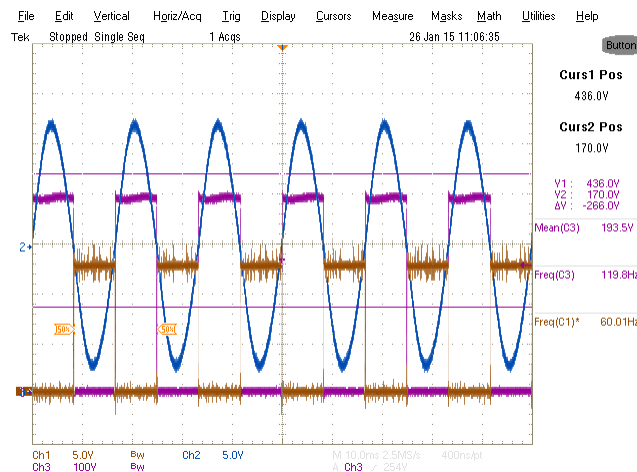 File Edit Vertical Horiz/Acq Trig Display Cursors Measure Masks Math Utilities Help
Tek Stopped Single Seq 1 Acqs 26 Jan 15 11:06:35
Button
Curs1 Pos
436.0V
Curs2 Pos
170.0V
V1: 436.0V
V2: 170.0V
ΔV: -266.0V
Mean(C3) 193.5V
2
Freq(C3) 119.8Hz
50% 50%
Freq(C1)* 60.01Hz
Ch1 5.0V Bw Ch2 5.0V M 10.0ms 2.5MS/s 400ns/pt
Ch3 100V Bw A Ch3 / 254V